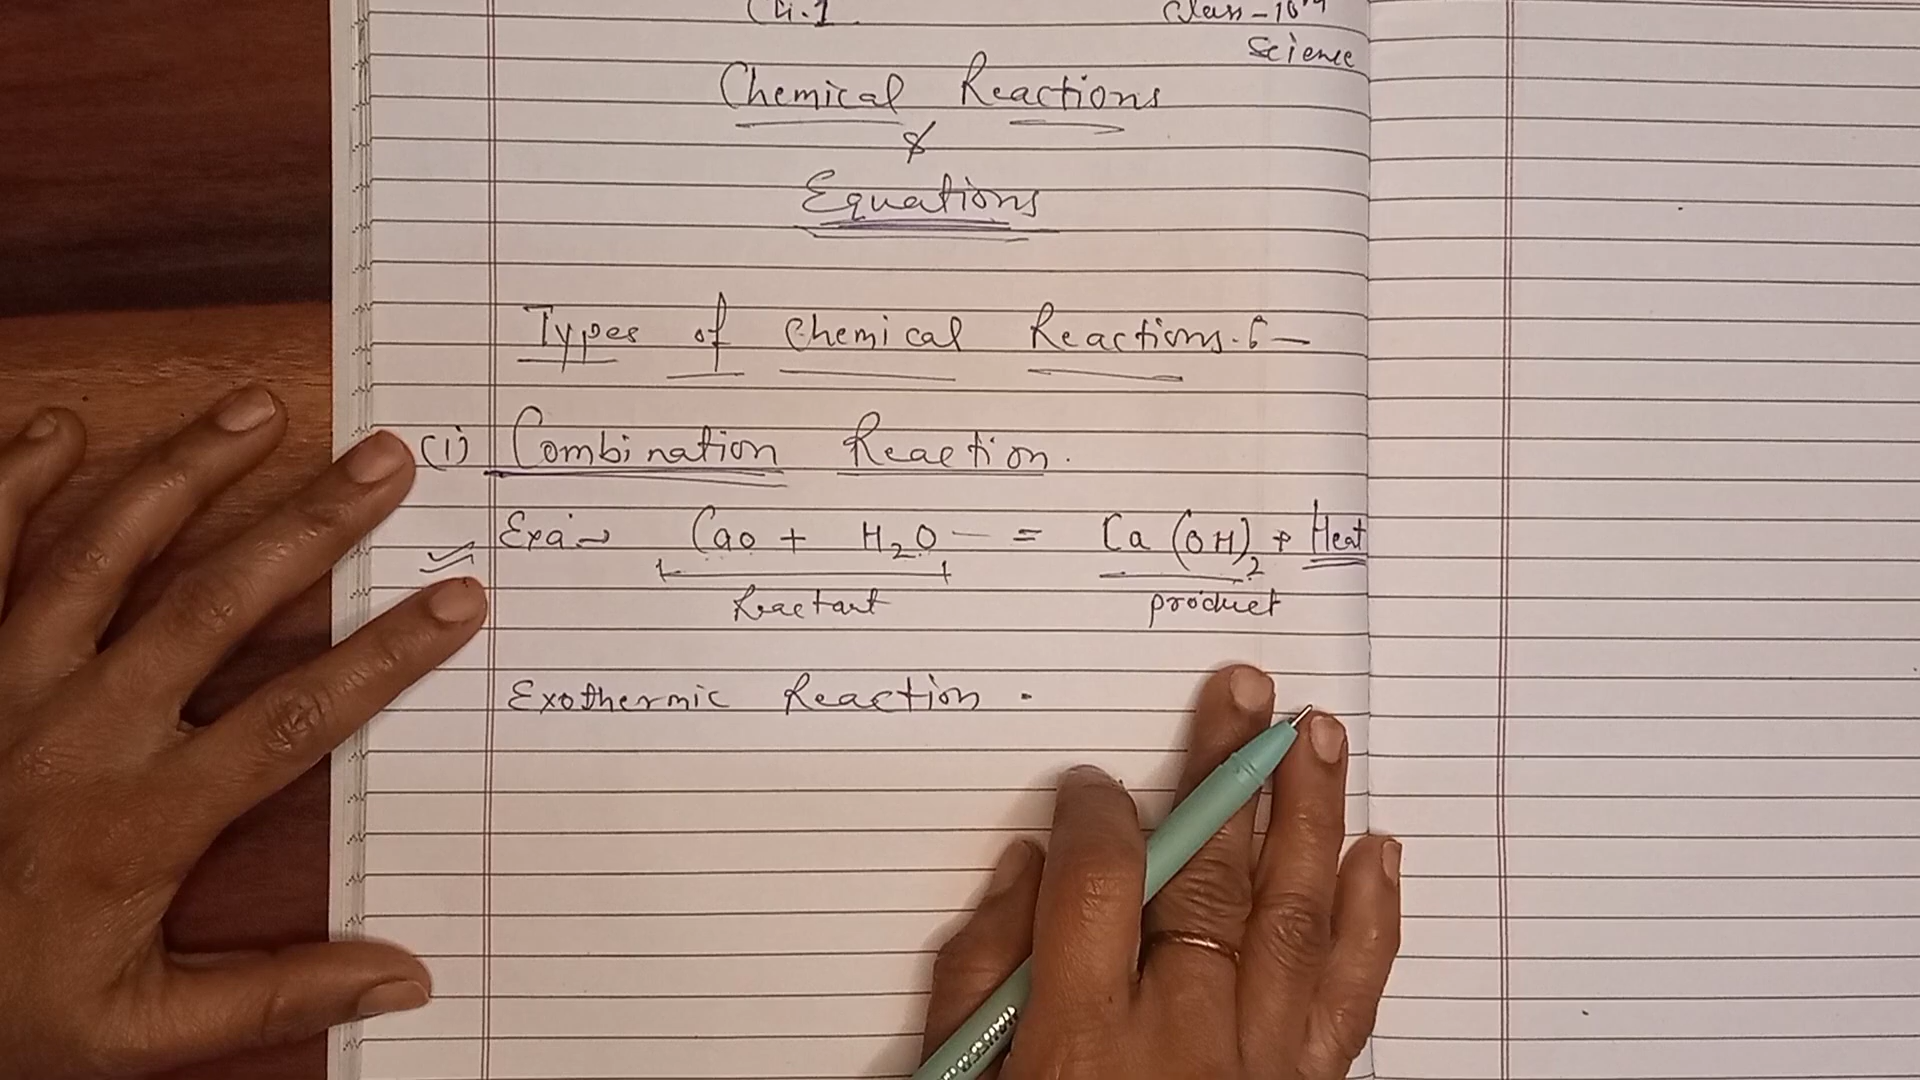 Ch.1 Class-10th
Science
Chemical Reactions
&
Equations
Types of Chemical Reactions.:-
(i) Combination Reaction.
Exa:→ CaO + H₂O — = Ca(OH)₂ + Heat
Reactant product
Exothermic Reaction.